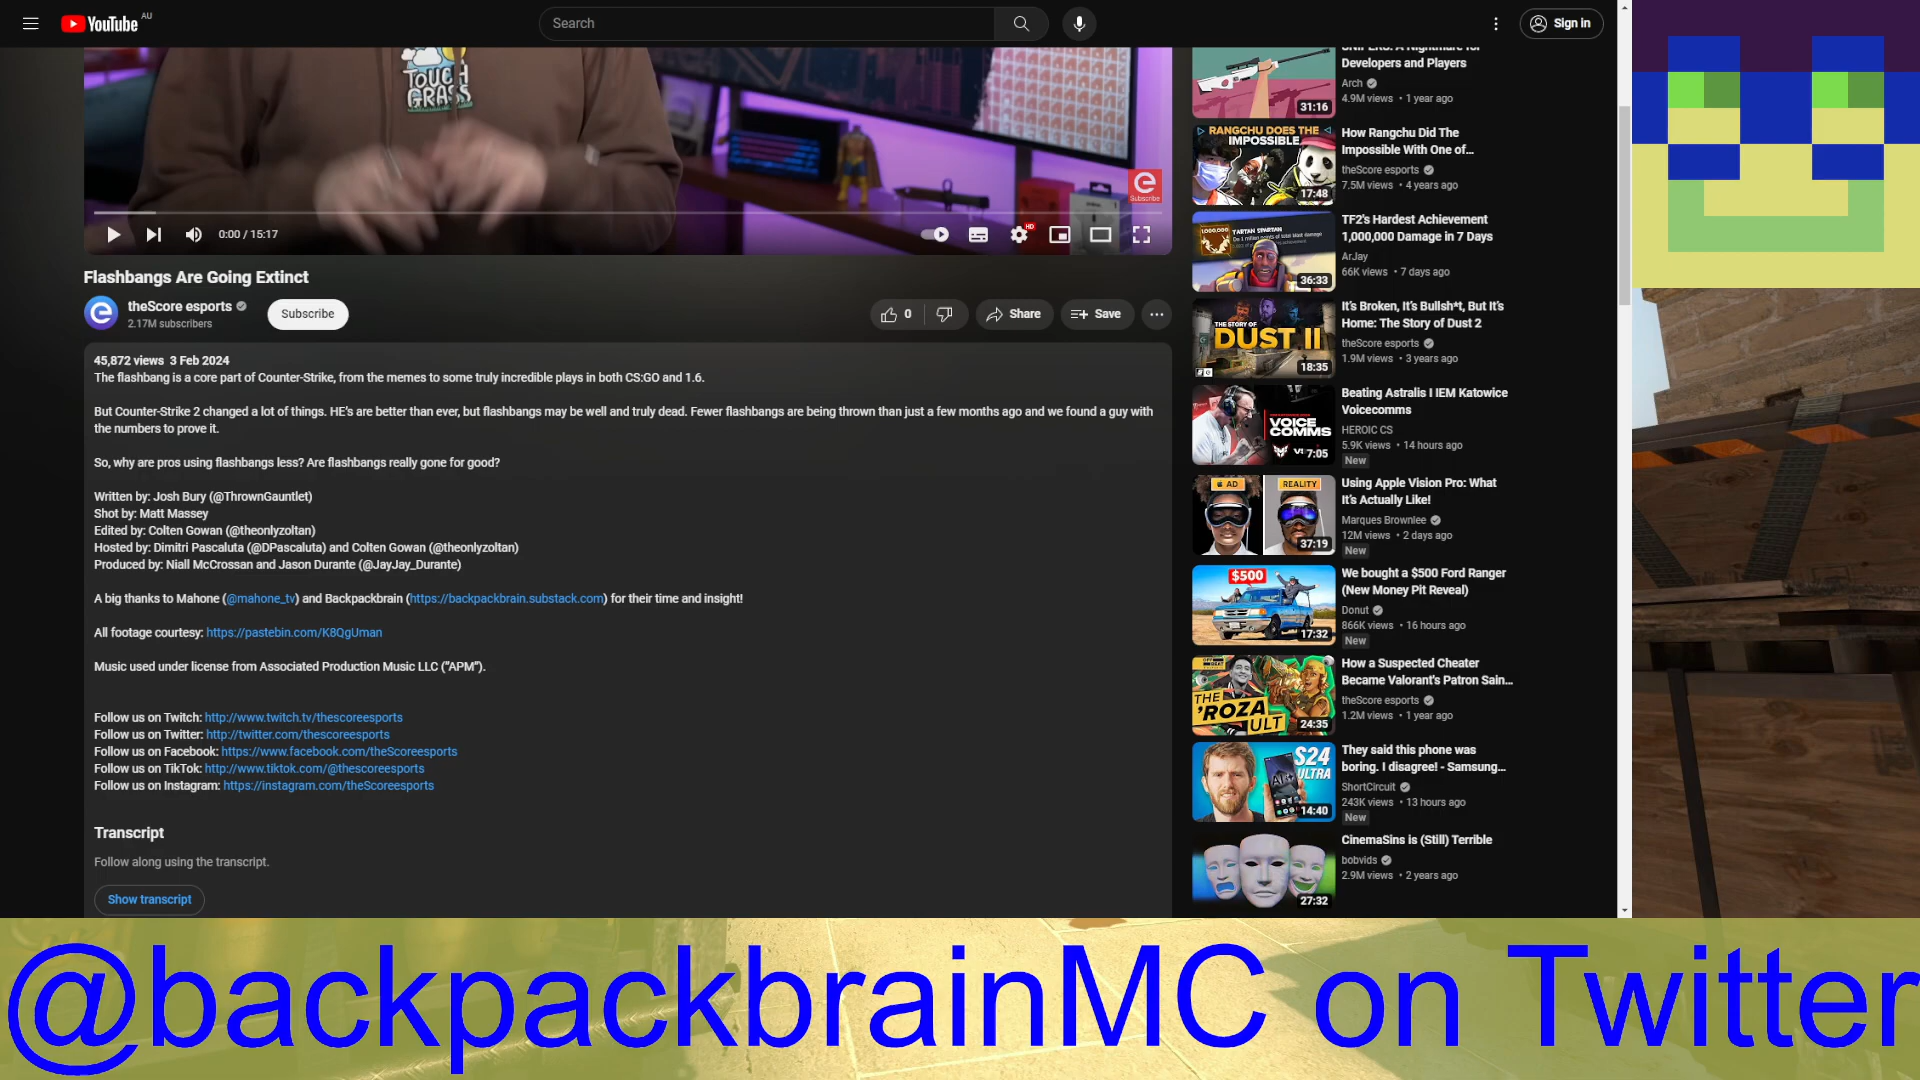 YouTube AU
Search
Sign in
TOUCH
GRASS
Subscribe
0:00 / 15:17
HD
Flashbangs Are Going Extinct
theScore esports
2.17M subscribers
Subscribe
0
Share
Save
45,872 views 3 Feb 2024
The flashbang is a core part of Counter-Strike, from the memes to some truly incredible plays in both CS:GO and 1.6.
But Counter-Strike 2 changed a lot of things. HE's are better than ever, but flashbangs may be well and truly dead. Fewer flashbangs are being thrown than just a few months ago and we found a guy with
the numbers to prove it.
So, why are pros using flashbangs less? Are flashbangs really gone for good?
Written by: Josh Bury (@ThrownGauntlet)
Shot by: Matt Massey
Edited by: Colten Gowan (@theonlyzoltan)
Hosted by: Dimitri Pascaluta (@DPascaluta) and Colten Gowan (@theonlyzoltan)
Produced by: Niall McCrossan and Jason Durante (@JayJay_Durante)
A big thanks to Mahone (@mahone_tv) and Backpackbrain (https://backpackbrain.substack.com) for their time and insight!
All footage courtesy: https://pastebin.com/K8QgUman
Music used under license from Associated Production Music LLC ("APM").
Follow us on Twitch: http://www.twitch.tv/thescoreesports
Follow us on Twitter: http://twitter.com/thescoreesports
Follow us on Facebook: https://www.facebook.com/theScoreesports
Follow us on TikTok: http://www.tiktok.com/@thescoreesports
Follow us on Instagram: https://instagram.com/theScoreesports
Transcript
Follow along using the transcript.
Show transcript
SNIPERS: A Nightmare for
Developers and Players
Arch
4.9M views • 1 year ago
31:16
RANGCHU DOES THE
IMPOSSIBLE
17:48
How Rangchu Did The
Impossible With One of...
theScore esports
7.5M views • 4 years ago
1,000,000
TARTAN SPARTAN
36:33
TF2's Hardest Achievement
1,000,000 Damage in 7 Days
ArJay
66K views • 7 days ago
THE STORY OF
DUST II
18:35
It's Broken, It's Bullsh*t, But It's
Home: The Story of Dust 2
theScore esports
1.9M views • 3 years ago
VOICE
COMMS
7:05
Beating Astralis I IEM Katowice
Voicecomms
HEROIC CS
5.9K views • 14 hours ago
New
AD
REALITY
37:19
Using Apple Vision Pro: What
It's Actually Like!
Marques Brownlee
12M views • 2 days ago
New
$500
17:32
We bought a $500 Ford Ranger
(New Money Pit Reveal)
Donut
866K views • 16 hours ago
New
THE
'ROZA
ULT
24:35
How a Suspected Cheater
Became Valorant's Patron Sain...
theScore esports
1.2M views • 1 year ago
S24
ULTRA
AI+
14:40
They said this phone was
boring. I disagree! - Samsung...
ShortCircuit
243K views • 13 hours ago
New
27:32
CinemaSins is (Still) Terrible
bobvids
2.9M views • 2 years ago
@backpackbrainMC on Twitter